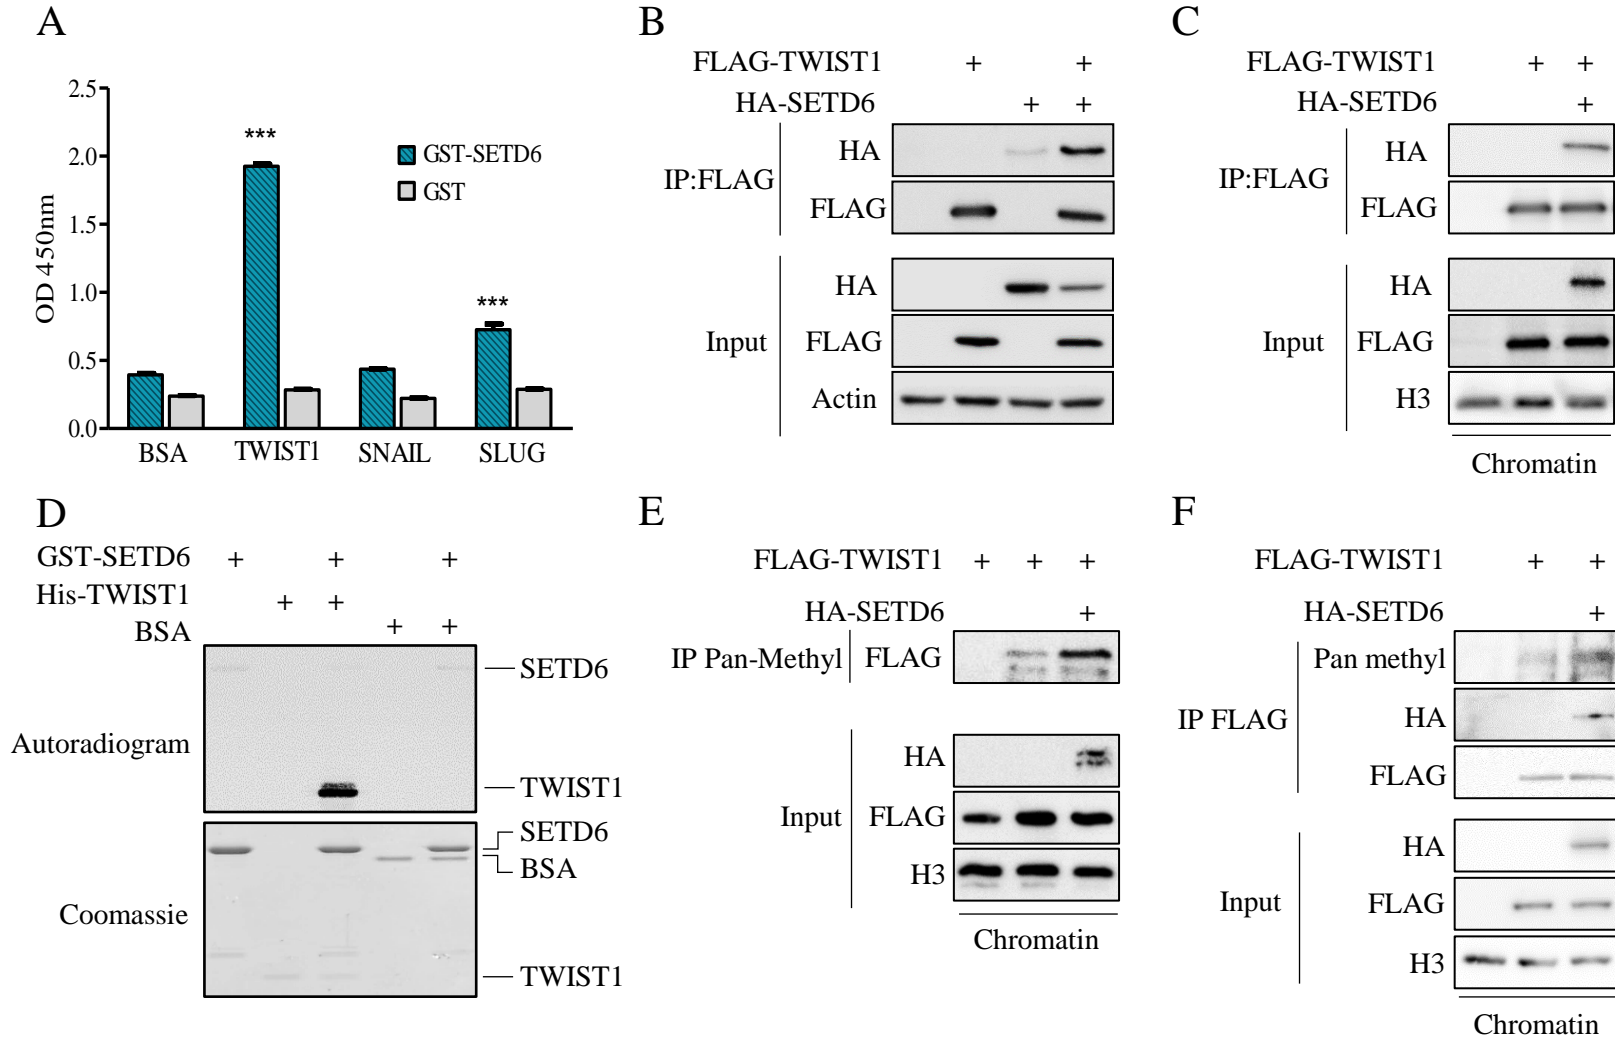 A
2.5
2.0
1.5
1.0
0.5
0.0
OD 450nm
***
***
GST-SETD6
GST
BSA TWIST1 SNAIL SLUG
B
FLAG-TWIST1 + +
HA-SETD6 + +
IP:FLAG
HA
FLAG
Input
HA
FLAG
Actin
C
FLAG-TWIST1 + +
HA-SETD6 +
IP:FLAG
HA
FLAG
Input
HA
FLAG
H3
Chromatin
D
GST-SETD6 + + +
His-TWIST1 + +
BSA + +
Autoradiogram
SETD6
TWIST1
Coomassie
SETD6
BSA
TWIST1
E
FLAG-TWIST1 + + +
HA-SETD6 +
IP Pan-Methyl FLAG
Input
HA
FLAG
H3
Chromatin
F
FLAG-TWIST1 + +
HA-SETD6 +
IP FLAG
Pan methyl
HA
FLAG
Input
HA
FLAG
H3
Chromatin